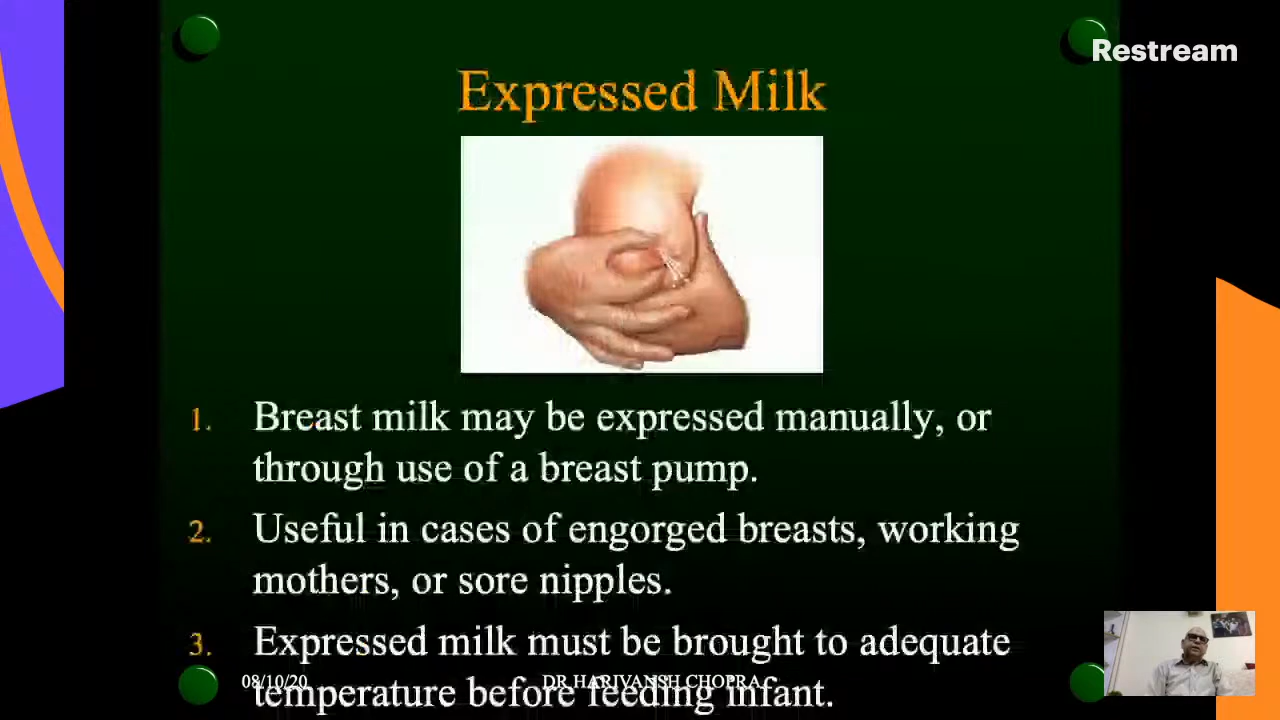 Restream
Expressed Milk
1. Breast milk may be expressed manually, or
through use of a breast pump.
2. Useful in cases of engorged breasts, working
mothers, or sore nipples.
3. Expressed milk must be brought to adequate
temperature before feeding infant.
08/10/20
DR HARIVANSH CHOPRA